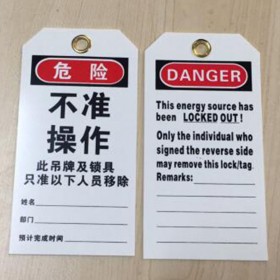 危险
不准
操作
此吊牌及锁具
只准以下人员移除
姓名
部门
预计完成时间
DANGER
This energy source has
been LOCKED OUT !
Only the individual who
signed the reverse side
may remove this lock/tag
Remarks: